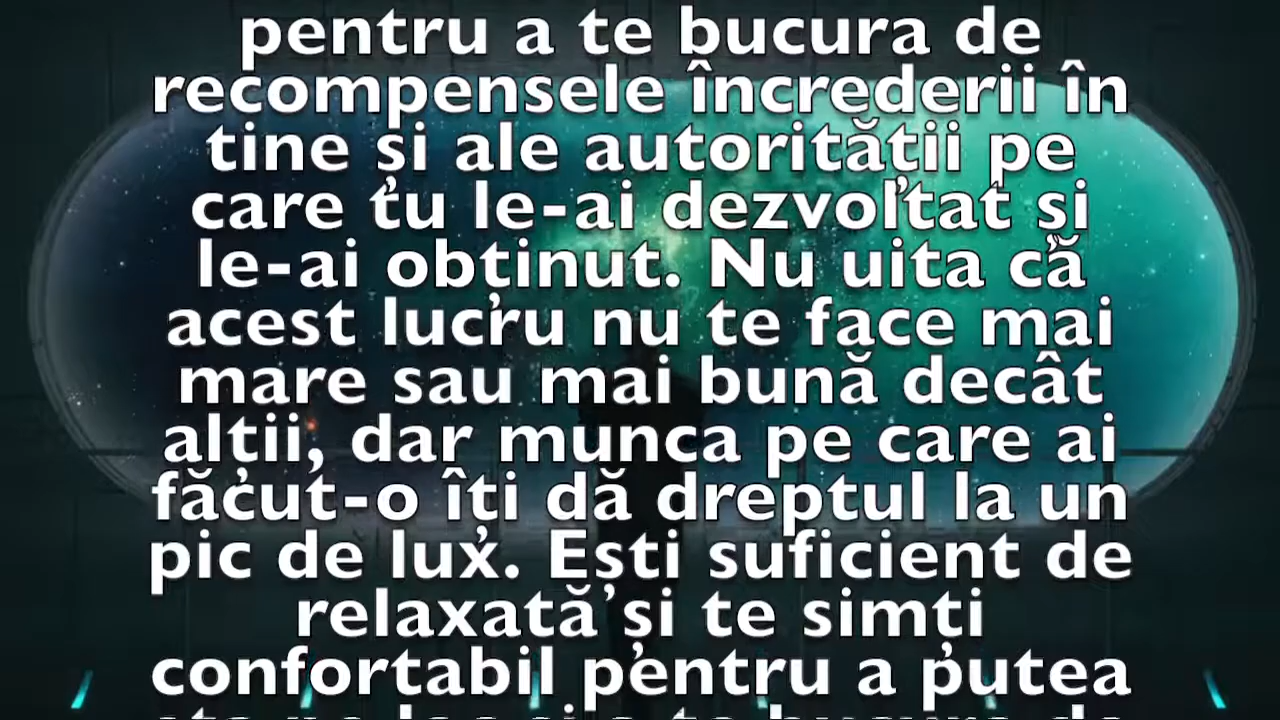 pentru a te bucura de
recompensele încrederii în
tine și ale autorității pe
care tu le-ai dezvoltat și
le-ai obținut. Nu uita că
acest lucru nu te face mai
mare sau mai bună decât
alții, dar munca pe care ai
făcut-o îți dă dreptul la un
pic de lux. Ești suficient de
relaxată și te simți
confortabil pentru a putea